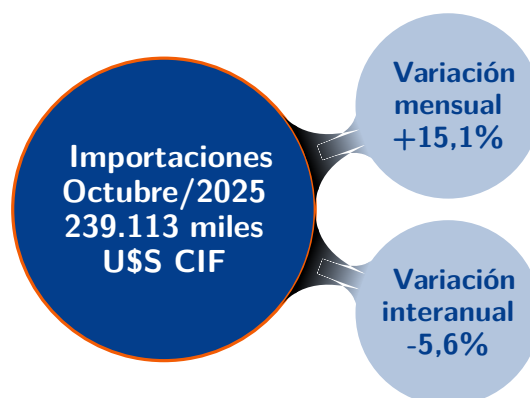 Importaciones
Octubre/2025
239.113 miles
U$S CIF
Variación
mensual
+15,1%
Variación
interanual
-5,6%